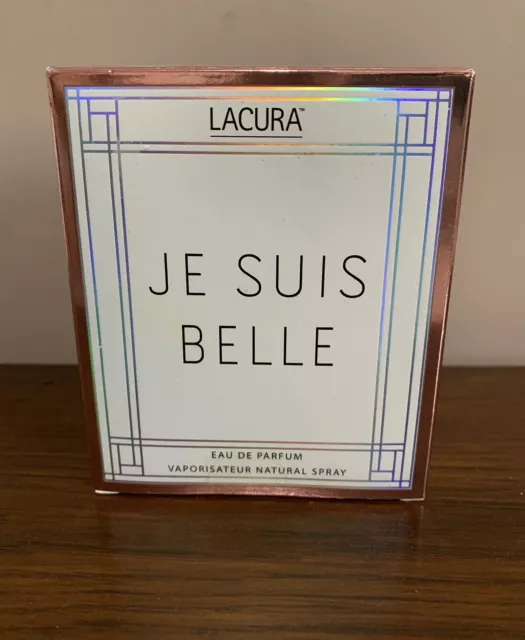 LACURA™
JE SUIS
BELLE
EAU DE PARFUM
VAPORISATEUR NATURAL SPRAY